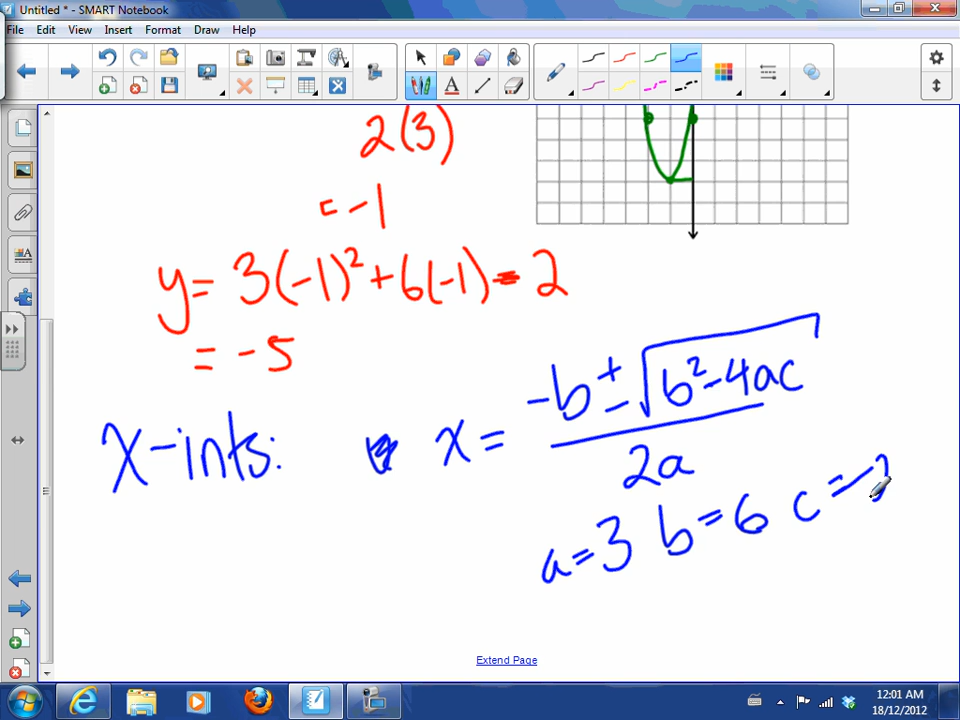 Untitled * - SMART Notebook
File Edit View Insert Format Draw Help
2(3)
= -1
y = 3(-1)² + 6(-1) - 2
= -5
x-ints: x = -b ± √b² - 4ac
2a
a = 3 b = 6 c = -2
Extend Page
12:01 AM
18/12/2012